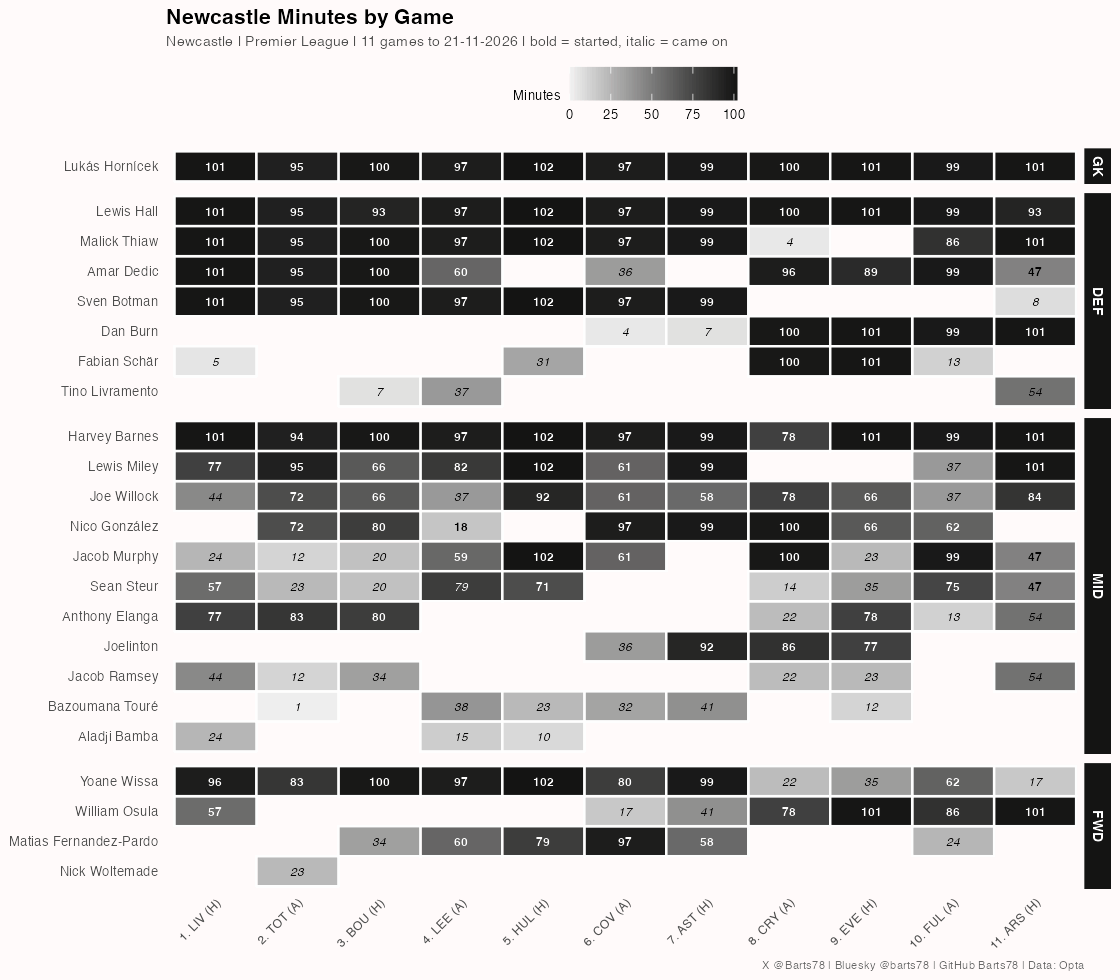 Newcastle Minutes by Game
Newcastle | Premier League | 11 games to 21-11-2026 | bold = started, italic = came on
Minutes
0 25 50 75 100
GK
Lukás Hornícek 101 95 100 97 102 97 99 100 101 99 101
DEF
Lewis Hall 101 95 93 97 102 97 99 100 101 99 93
Malick Thiaw 101 95 100 97 102 97 99 4 86 101
Amar Dedic 101 95 100 60 36 96 89 99 47
Sven Botman 101 95 100 97 102 97 99 8
Dan Burn 4 7 100 101 99 101
Fabian Schär 5 31 100 101 13
Tino Livramento 7 37 54
MID
Harvey Barnes 101 94 100 97 102 97 99 78 101 99 101
Lewis Miley 77 95 66 82 102 61 99 37 101
Joe Willock 44 72 66 37 92 61 58 78 66 37 84
Nico González 72 80 18 97 99 100 66 62
Jacob Murphy 24 12 20 59 102 61 100 23 99 47
Sean Steur 57 23 20 79 71 14 35 75 47
Anthony Elanga 77 83 80 22 78 13 54
Joelinton 36 92 86 77
Jacob Ramsey 44 12 34 22 23 54
Bazoumana Touré 1 38 23 32 41 12
Aladji Bamba 24 15 10
FWD
Yoane Wissa 96 83 100 97 102 80 99 22 35 62 17
William Osula 57 17 41 78 101 86 101
Matias Fernandez-Pardo 34 60 79 97 58 24
Nick Woltemade 23
1. LIV (H) 2. TOT (A) 3. BOU (H) 4. LEE (A) 5. HUL (H) 6. COV (A) 7. AST (H) 8. CRY (A) 9. EVE (H) 10. FUL (A) 11. ARS (H)
X @Barts78 | Bluesky @barts78 | GitHub Barts78 | Data: Opta